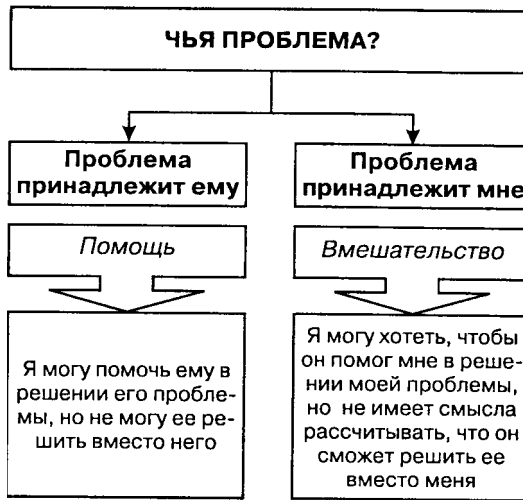 ЧЬЯ ПРОБЛЕМА?
Проблема
принадлежит ему
Помощь
Я могу помочь ему в
решении его пробле-
мы, но не могу ее ре-
шить вместо него
Проблема
принадлежит мне
Вмешательство
Я могу хотеть, чтобы
он помог мне в реше-
нии моей проблемы,
но не имеет смысла
рассчитывать, что он
сможет решить ее
вместо меня